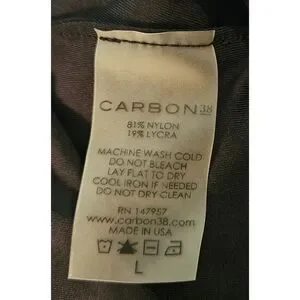 CARBON38
81% NYLON
19% LYCRA
MACHINE WASH COLD
DO NOT BLEACH
LAY FLAT TO DRY
COOL IRON IF NEEDED
DO NOT DRY CLEAN
RN 147957
www.carbon38.com
MADE IN USA
L